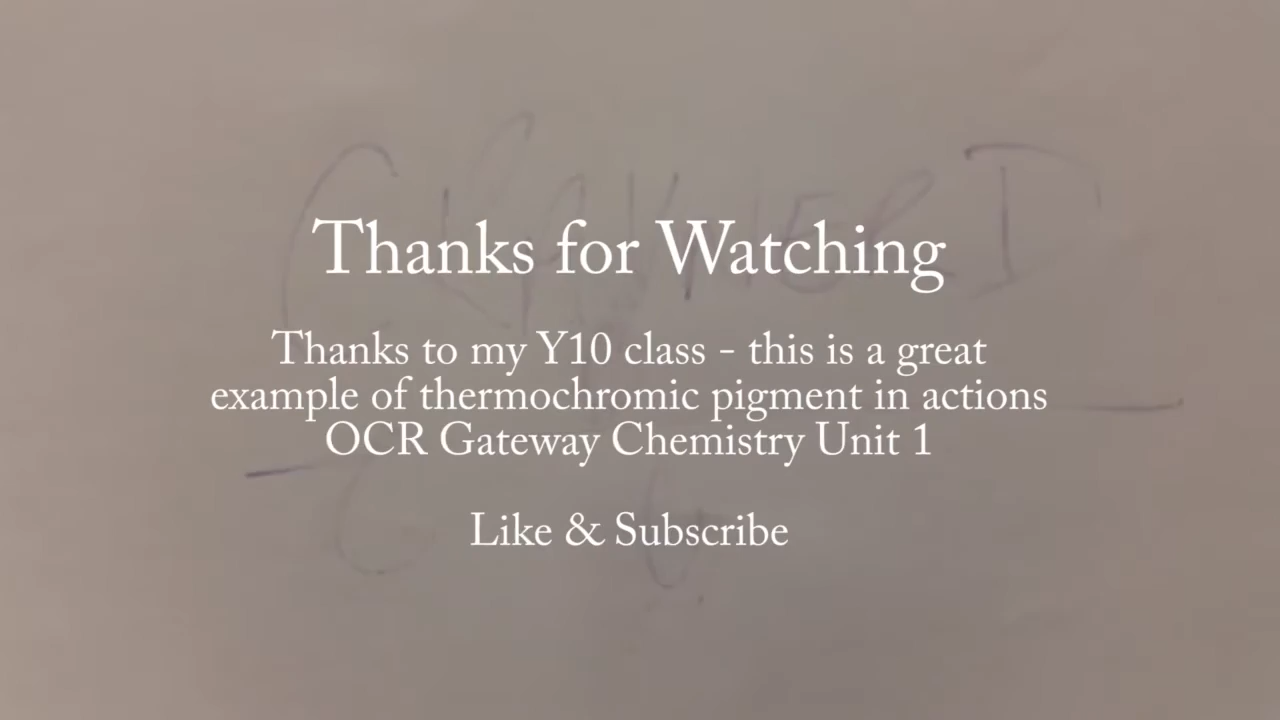 Thanks for Watching
Thanks to my Y10 class - this is a great
example of thermochromic pigment in actions
OCR Gateway Chemistry Unit 1
Like & Subscribe